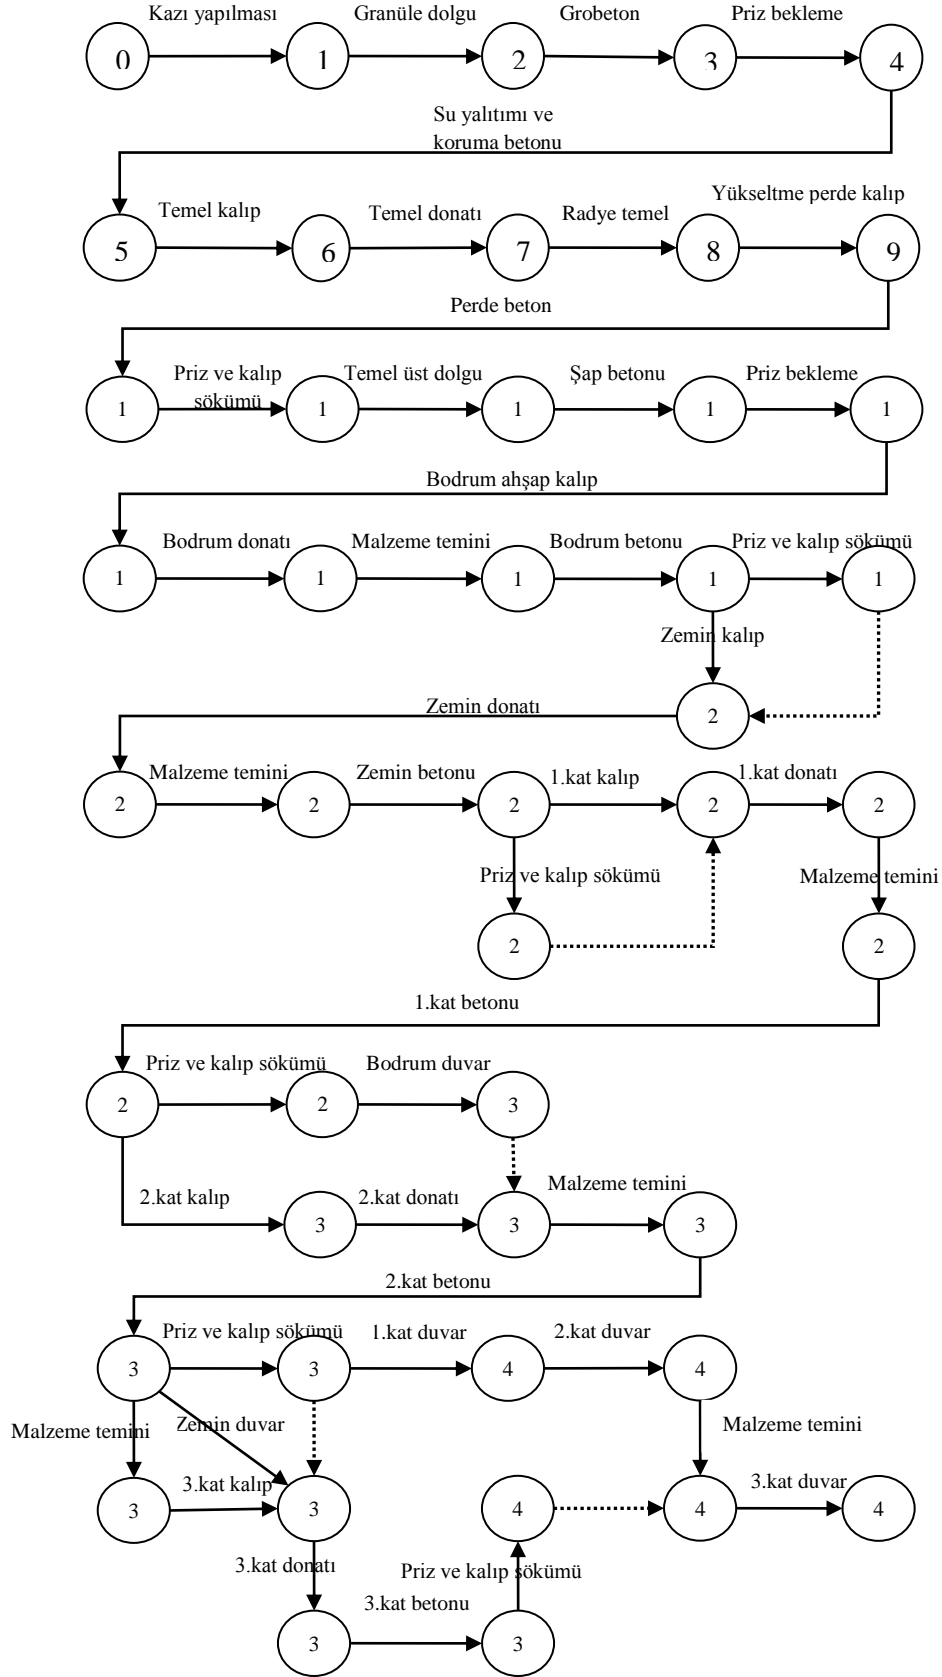 Kazı yapılması
Granüle dolgu
Grobeton
Priz bekleme
0
1
2
3
4
Su yalıtımı ve
koruma betonu
Temel kalıp
Temel donatı
Radye temel
Yükseltme perde kalıp
5
6
7
8
9
Perde beton
Priz ve kalıp
sökümü
Temel üst dolgu
Şap betonu
Priz bekleme
1
1
1
1
1
Bodrum ahşap kalıp
Bodrum donatı
Malzeme temini
Bodrum betonu
Priz ve kalıp sökümü
1
1
1
1
1
Zemin kalıp
Zemin donatı
2
Malzeme temini
Zemin betonu
1.kat kalıp
1.kat donatı
2
2
2
2
2
Priz ve kalıp sökümü
Malzeme temini
2
2
1.kat betonu
Priz ve kalıp sökümü
Bodrum duvar
2
2
3
2.kat kalıp
2.kat donatı
Malzeme temini
3
3
3
2.kat betonu
Priz ve kalıp sökümü
1.kat duvar
2.kat duvar
3
3
4
4
Malzeme temini
Zemin duvar
Malzeme temini
3.kat kalıp
3.kat duvar
3
3
4
4
4
3.kat donatı
Priz ve kalıp sökümü
3.kat betonu
3
3